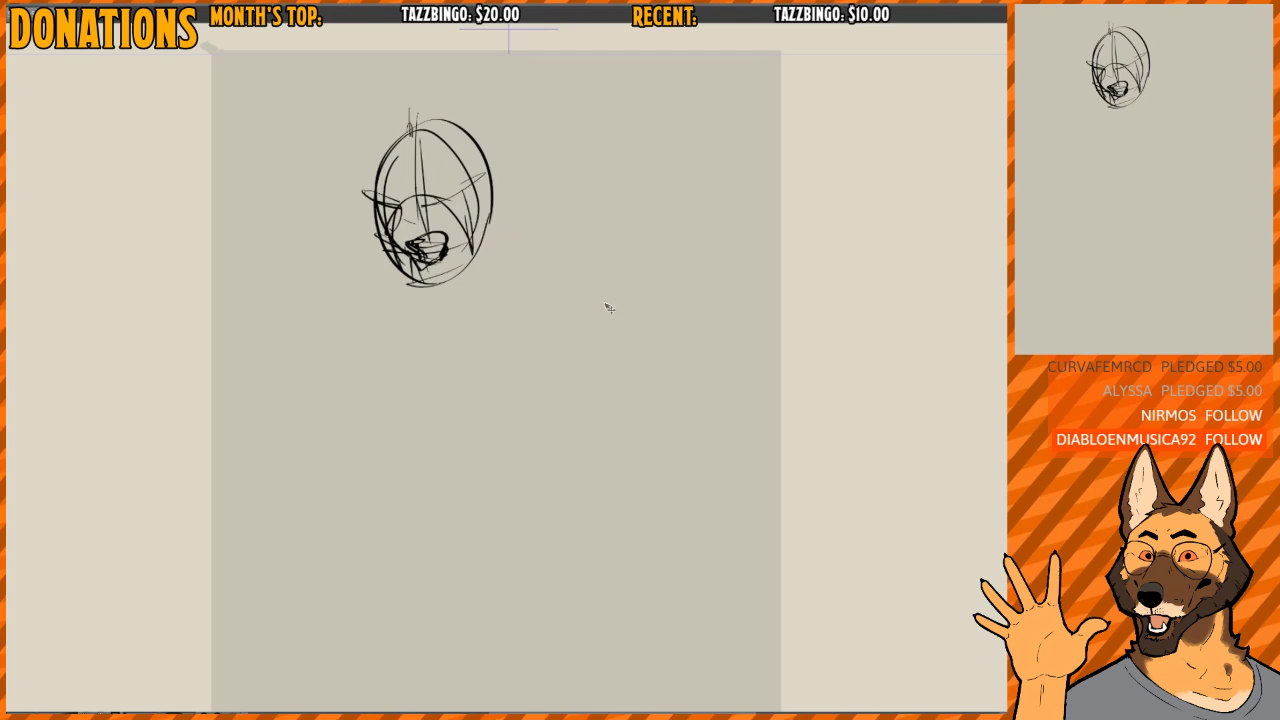 DONATIONS
MONTH'S TOP: TAZZBINGO: $20.00 RECENT: TAZZBINGO: $10.00
CURVAFEMRCD PLEDGED $5.00
ALYSSA PLEDGED $5.00
NIRMOS FOLLOW
DIABLOENMUSICA92 FOLLOW